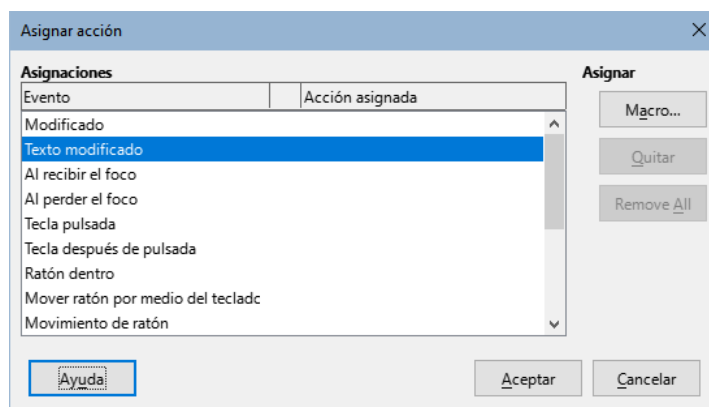 Asignar acción
Asignaciones
Asignar
Evento
Acción asignada
Modificado
Texto modificado
Al recibir el foco
Al perder el foco
Tecla pulsada
Tecla después de pulsada
Ratón dentro
Mover ratón por medio del teclado
Movimiento de ratón
Macro...
Quitar
Remove All
Ayuda
Aceptar
Cancelar